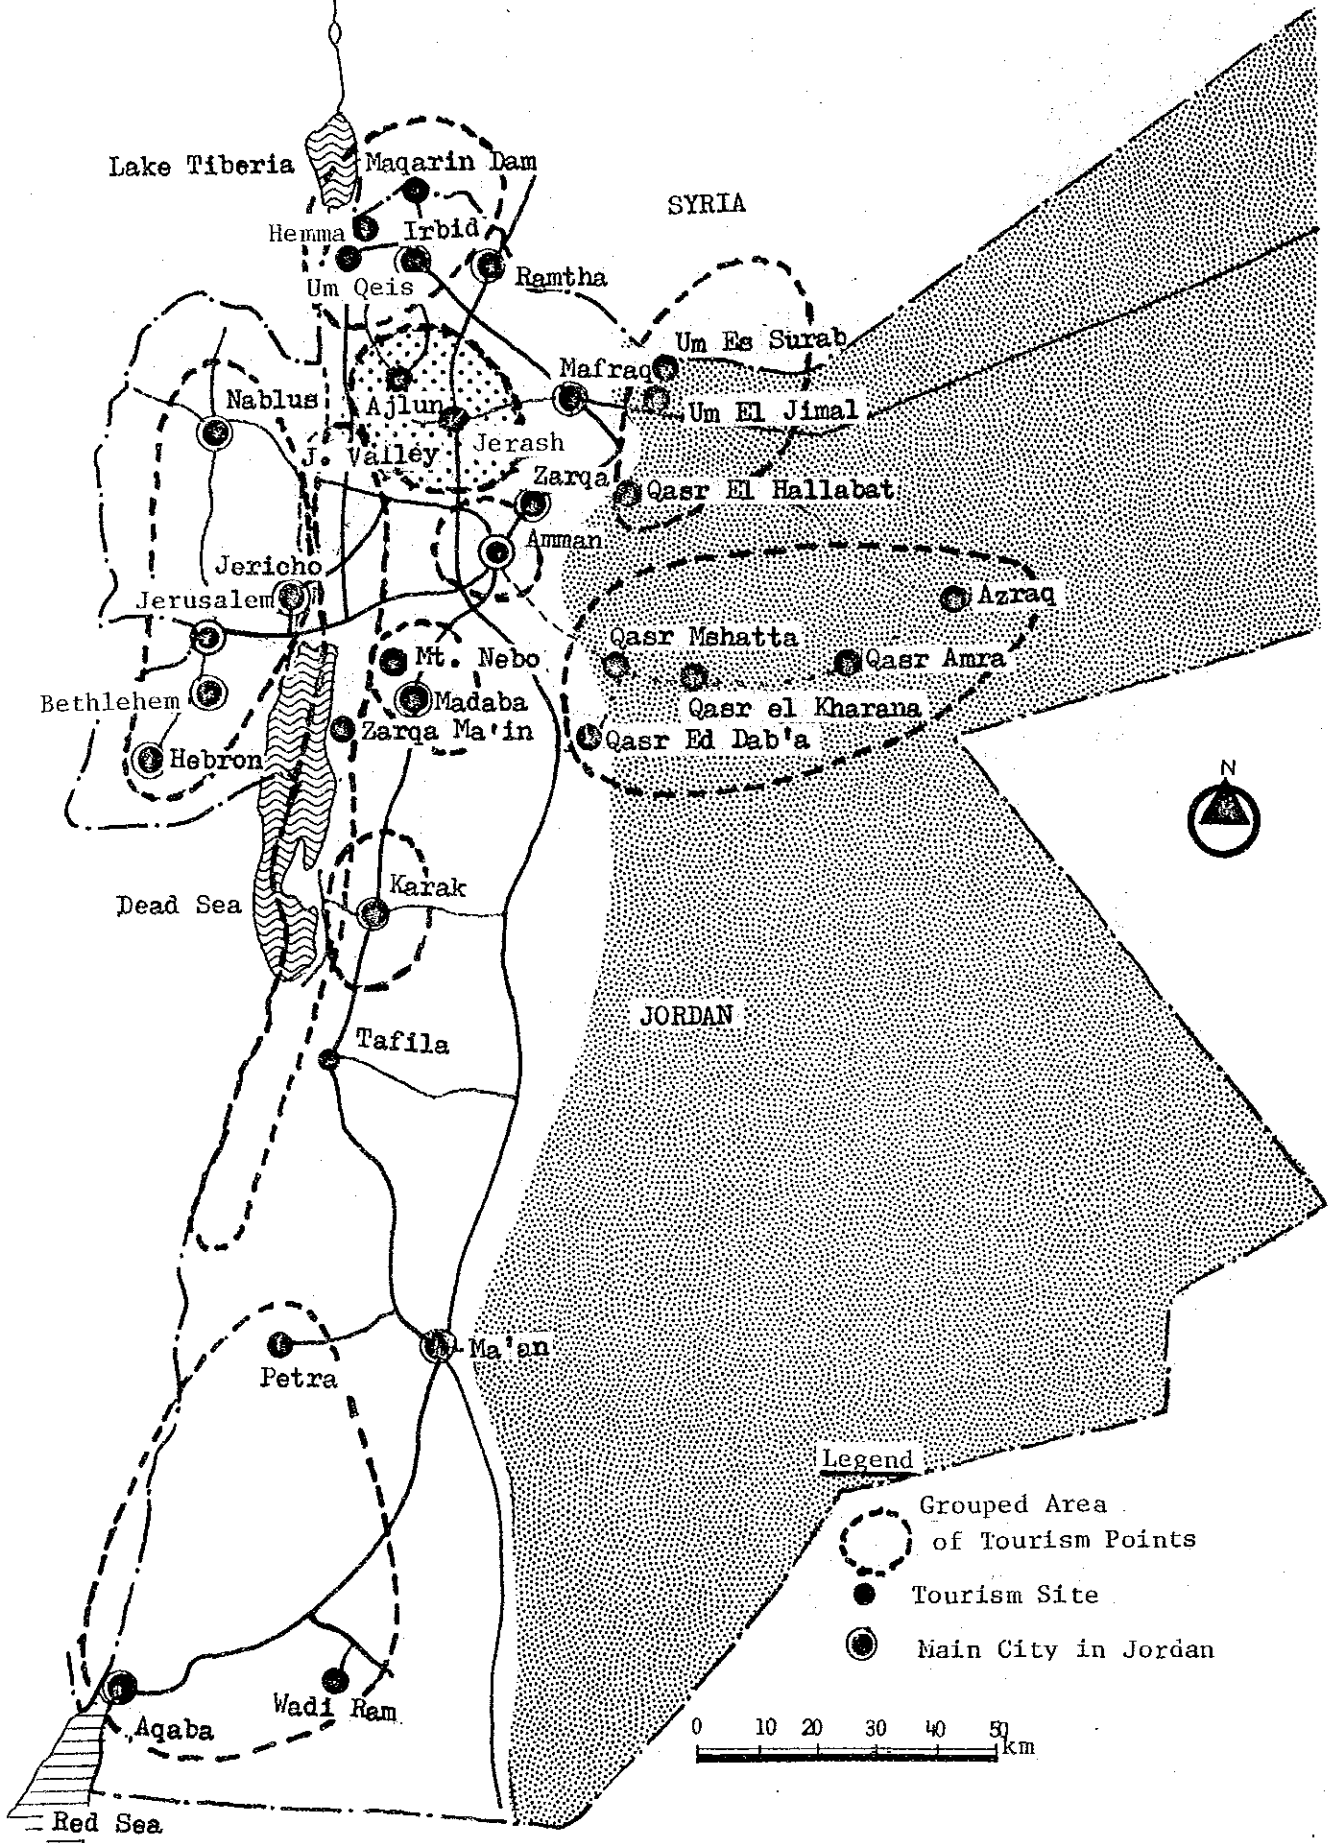 Lake Tiberia
Maqarin Dam
SYRIA
Hemma
Irbid
Um Qeis
Ramtha
Um Es Surab
Mafraq
Nablus
Ajlun
Um El Jimal
Jerash
J. Valley
Zarqa
Qasr El Hallabat
Amman
Jericho
Jerusalem
Azraq
Qasr Mshatta
Mt. Nebo
Qasr Amra
Bethlehem
Madaba
Qasr el Kharana
Zarqa Ma'in
Qasr Ed Dab'a
Hebron
N
Karak
Dead Sea
JORDAN
Tafila
Ma'an
Petra
Legend
Grouped Area
of Tourism Points
Tourism Site
Main City in Jordan
Wadi Ram
Aqaba
0 10 20 30 40 50
km
Red Sea